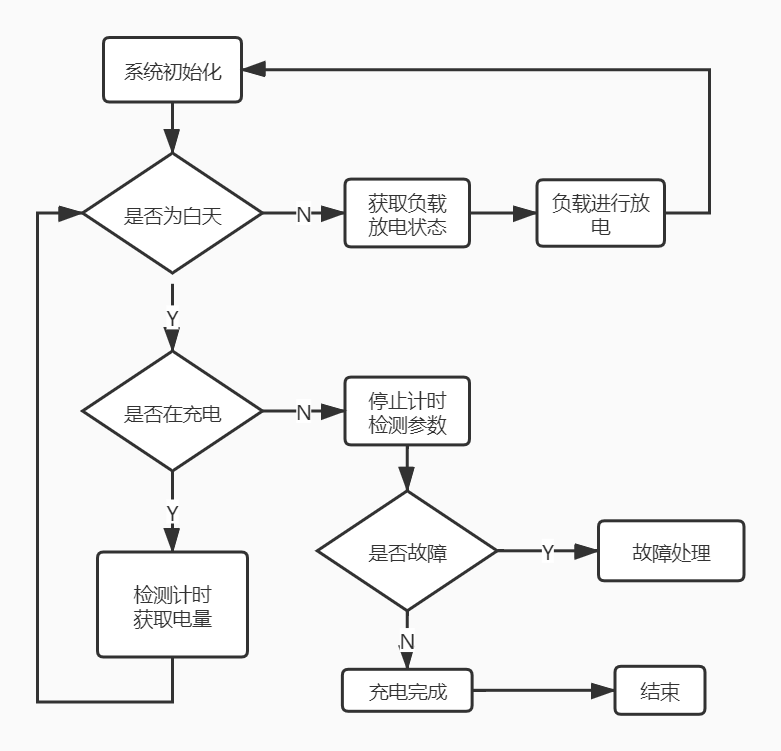 系统初始化
是否为白天
N
获取负载
放电状态
负载进行放
电
Y
是否在充电
N
停止计时
检测参数
Y
是否故障
Y
故障处理
检测计时
获取电量
N
充电完成
结束